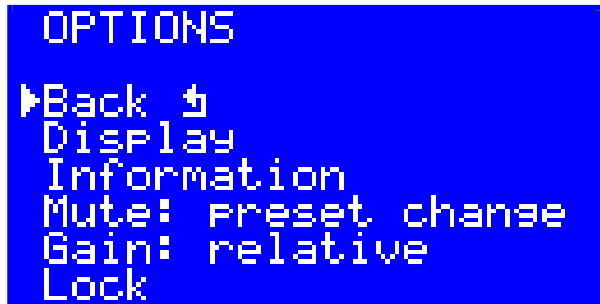 OPTIONS
Back ↰
Display
Information
Mute: preset change
Gain: relative
Lock